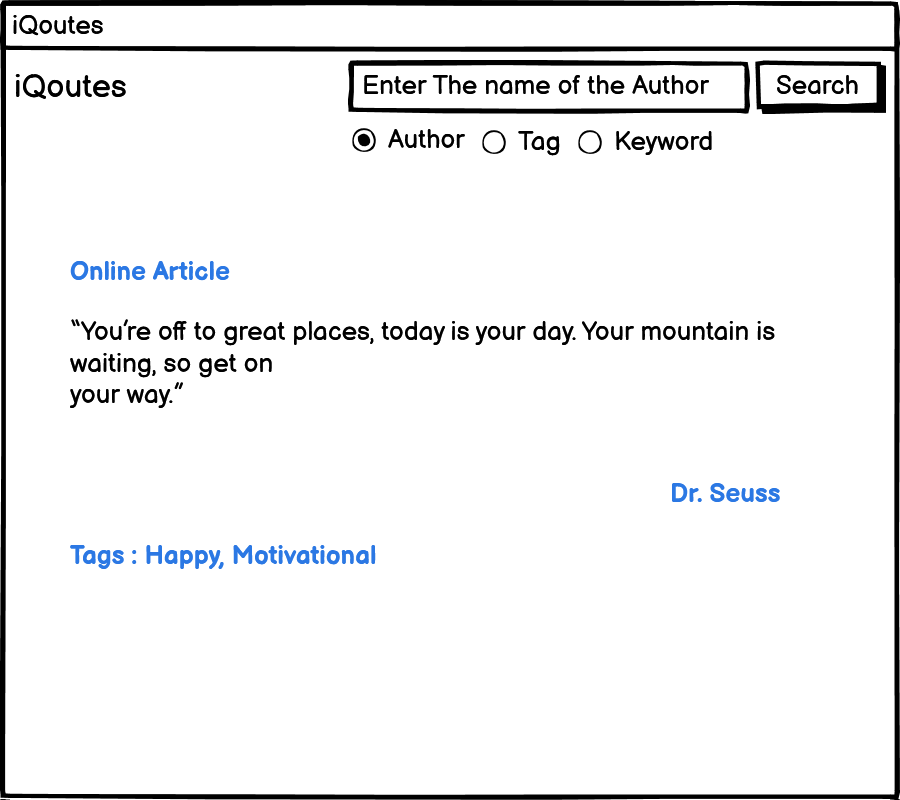 iQoutes
iQoutes
Enter The name of the Author
Search
Author
Tag
Keyword
Online Article
“You’re off to great places, today is your day. Your mountain is
waiting, so get on
your way.”
Dr. Seuss
Tags : Happy, Motivational